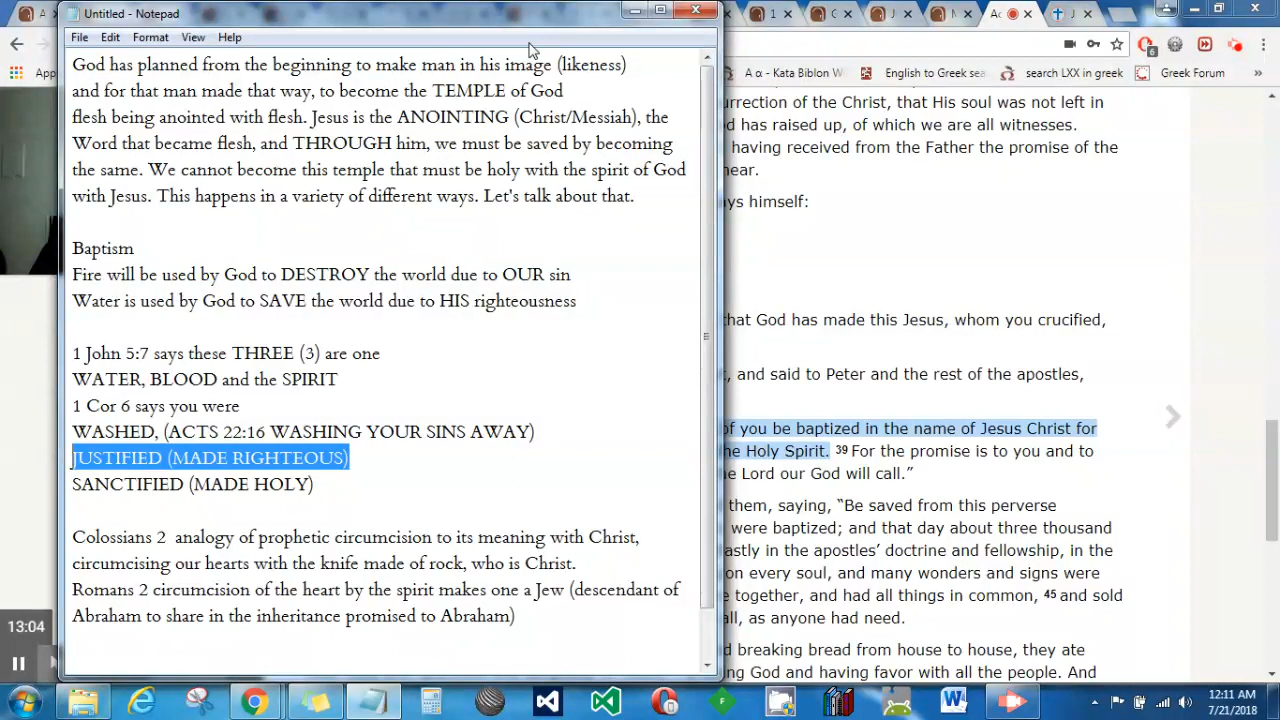 Untitled - Notepad
File Edit Format View Help
God has planned from the beginning to make man in his image (likeness)
and for that man made that way, to become the TEMPLE of God
flesh being anointed with flesh. Jesus is the ANOINTING (Christ/Messiah), the
Word that became flesh, and THROUGH him, we must be saved by becoming
the same. We cannot become this temple that must be holy with the spirit of God
with Jesus. This happens in a variety of different ways. Let's talk about that.
Baptism
Fire will be used by God to DESTROY the world due to OUR sin
Water is used by God to SAVE the world due to HIS righteousness
1 John 5:7 says these THREE (3) are one
WATER, BLOOD and the SPIRIT
1 Cor 6 says you were
WASHED, (ACTS 22:16 WASHING YOUR SINS AWAY)
JUSTIFIED (MADE RIGHTEOUS)
SANCTIFIED (MADE HOLY)
Colossians 2 analogy of prophetic circumcision to its meaning with Christ,
circumcising our hearts with the knife made of rock, who is Christ.
Romans 2 circumcision of the heart by the spirit makes one a Jew (descendant of
Abraham to share in the inheritance promised to Abraham)
A α - Kata Biblon English to Greek sea search LXX in greek Greek Forum
6
App
urrection of the Christ, that His soul was not left in
d has raised up, of which we are all witnesses.
having received from the Father the promise of the
hear.
ys himself:
that God has made this Jesus, whom you crucified,
t, and said to Peter and the rest of the apostles,
of you be baptized in the name of Jesus Christ for
he Holy Spirit. 39 For the promise is to you and to
e Lord our God will call.”
them, saying, “Be saved from this perverse
were baptized; and that day about three thousand
astly in the apostles’ doctrine and fellowship, in the
on every soul, and many wonders and signs were
e together, and had all things in common, 45 and sold
all, as anyone had need.
d breaking bread from house to house, they ate
ng God and having favor with all the people. And
13:04
12:11 AM
7/21/2018